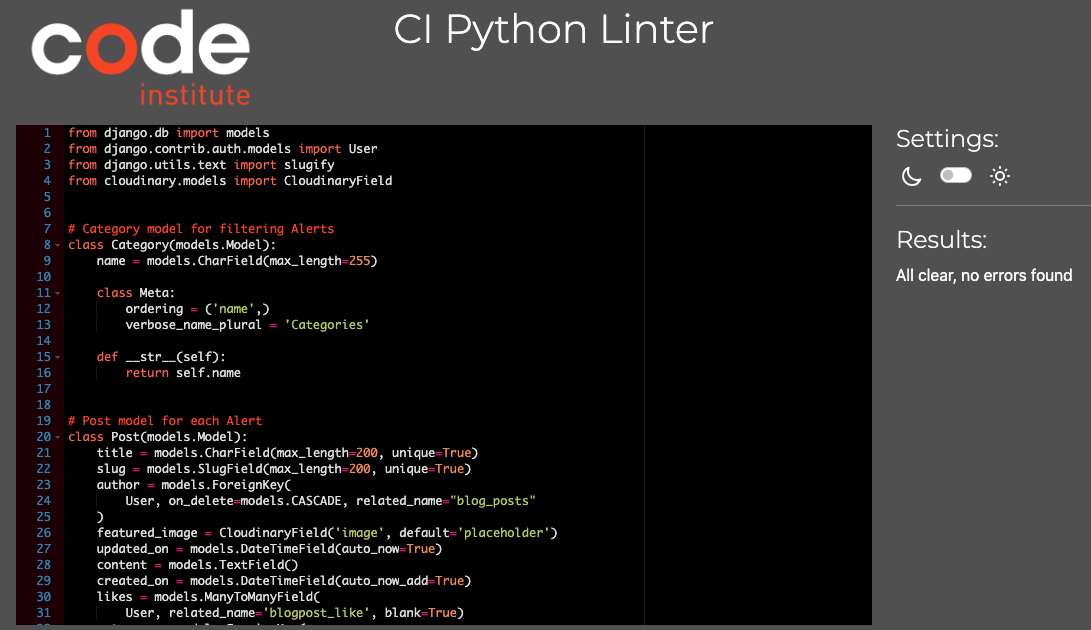 code
institute
CI Python Linter
1 from django.db import models
2 from django.contrib.auth.models import User
3 from django.utils.text import slugify
4 from cloudinary.models import CloudinaryField
5
6
7 # Category model for filtering Alerts
8 class Category(models.Model):
9     name = models.CharField(max_length=255)
10
11     class Meta:
12         ordering = ('name',)
13         verbose_name_plural = 'Categories'
14
15     def __str__(self):
16         return self.name
17
18
19 # Post model for each Alert
20 class Post(models.Model):
21     title = models.CharField(max_length=200, unique=True)
22     slug = models.SlugField(max_length=200, unique=True)
23     author = models.ForeignKey(
24         User, on_delete=models.CASCADE, related_name="blog_posts"
25     )
26     featured_image = CloudinaryField('image', default='placeholder')
27     updated_on = models.DateTimeField(auto_now=True)
28     content = models.TextField()
29     created_on = models.DateTimeField(auto_now_add=True)
30     likes = models.ManyToManyField(
31         User, related_name='blogpost_like', blank=True)
Settings:
Results:
All clear, no errors found